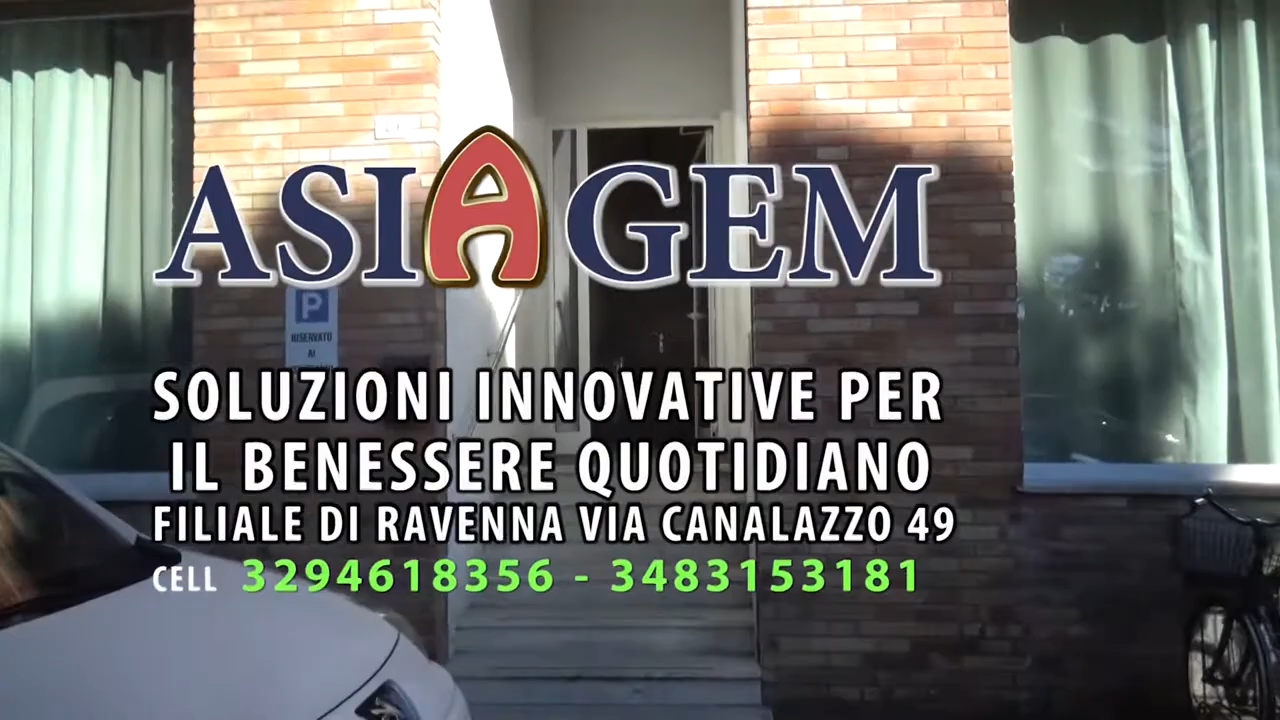 ASIAGEM
P
RISERVATO
AI
SOLUZIONI INNOVATIVE PER
IL BENESSERE QUOTIDIANO
FILIALE DI RAVENNA VIA CANALAZZO 49
CELL 3294618356 - 3483153181